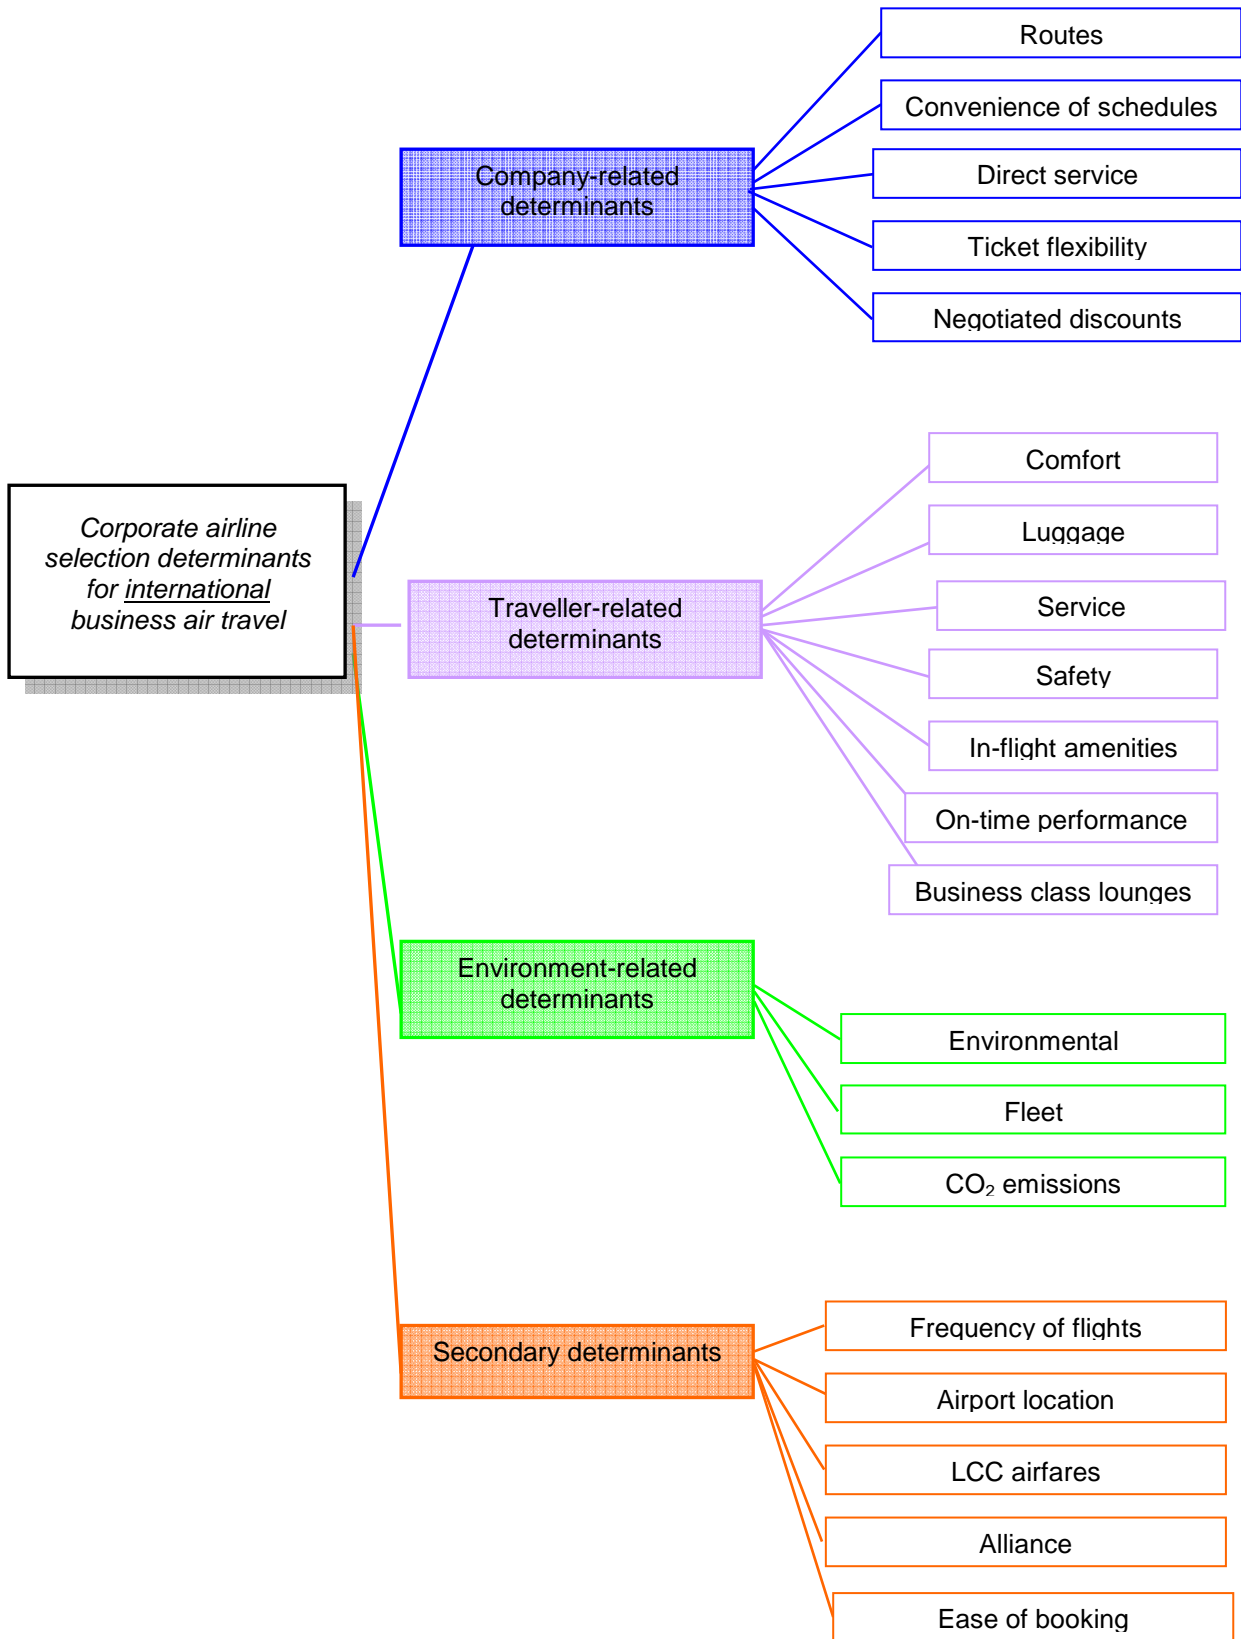 Routes
Convenience of schedules
Company-related
determinants
Direct service
Ticket flexibility
Negotiated discounts
Corporate airline
selection determinants
for international
business air travel
Traveller-related
determinants
Comfort
Luggage
Service
Safety
In-flight amenities
On-time performance
Business class lounges
Environment-related
determinants
Environmental
Fleet
CO₂ emissions
Secondary determinants
Frequency of flights
Airport location
LCC airfares
Alliance
Ease of booking